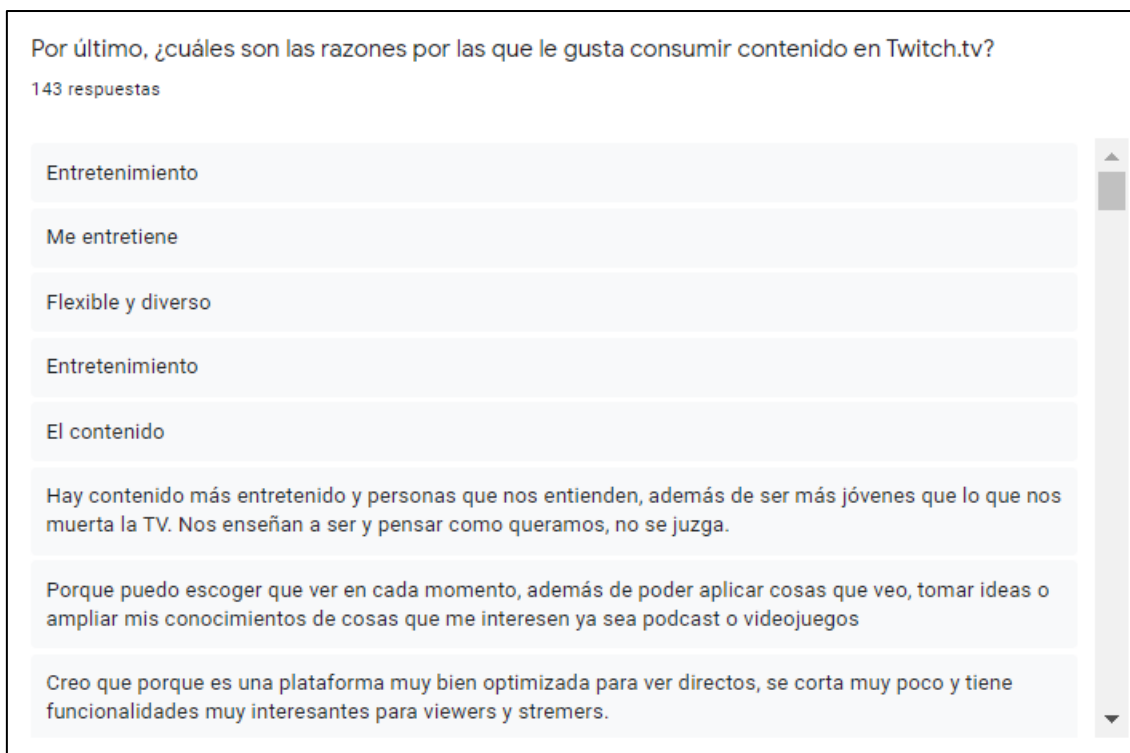 Por último, ¿cuáles son las razones por las que le gusta consumir contenido en Twitch.tv?
143 respuestas
Entretenimiento
Me entretiene
Flexible y diverso
Entretenimiento
El contenido
Hay contenido más entretenido y personas que nos entienden, además de ser más jóvenes que lo que nos
muerta la TV. Nos enseñan a ser y pensar como queramos, no se juzga.
Porque puedo escoger que ver en cada momento, además de poder aplicar cosas que veo, tomar ideas o
ampliar mis conocimientos de cosas que me interesen ya sea podcast o videojuegos
Creo que porque es una plataforma muy bien optimizada para ver directos, se corta muy poco y tiene
funcionalidades muy interesantes para viewers y stremers.